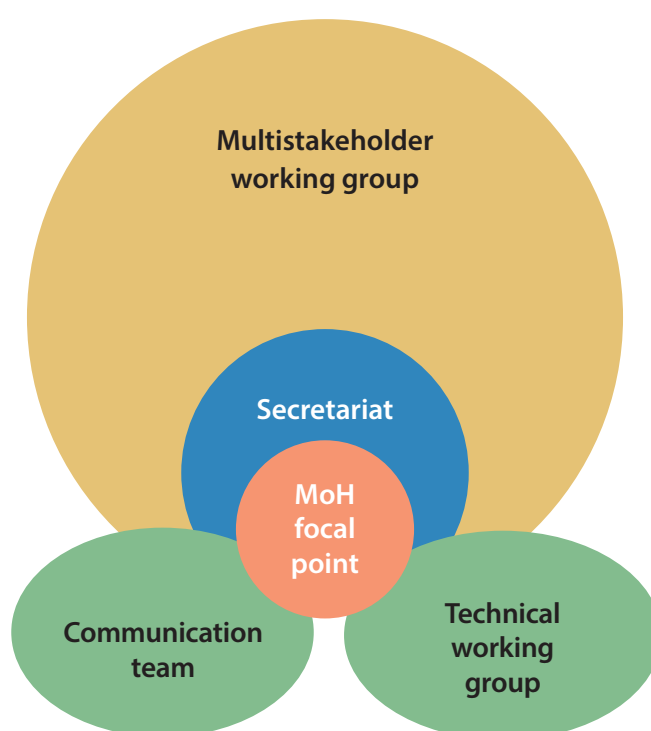 Multistakeholder
working group
Secretariat
MoH
focal
point
Communication
team
Technical
working
group